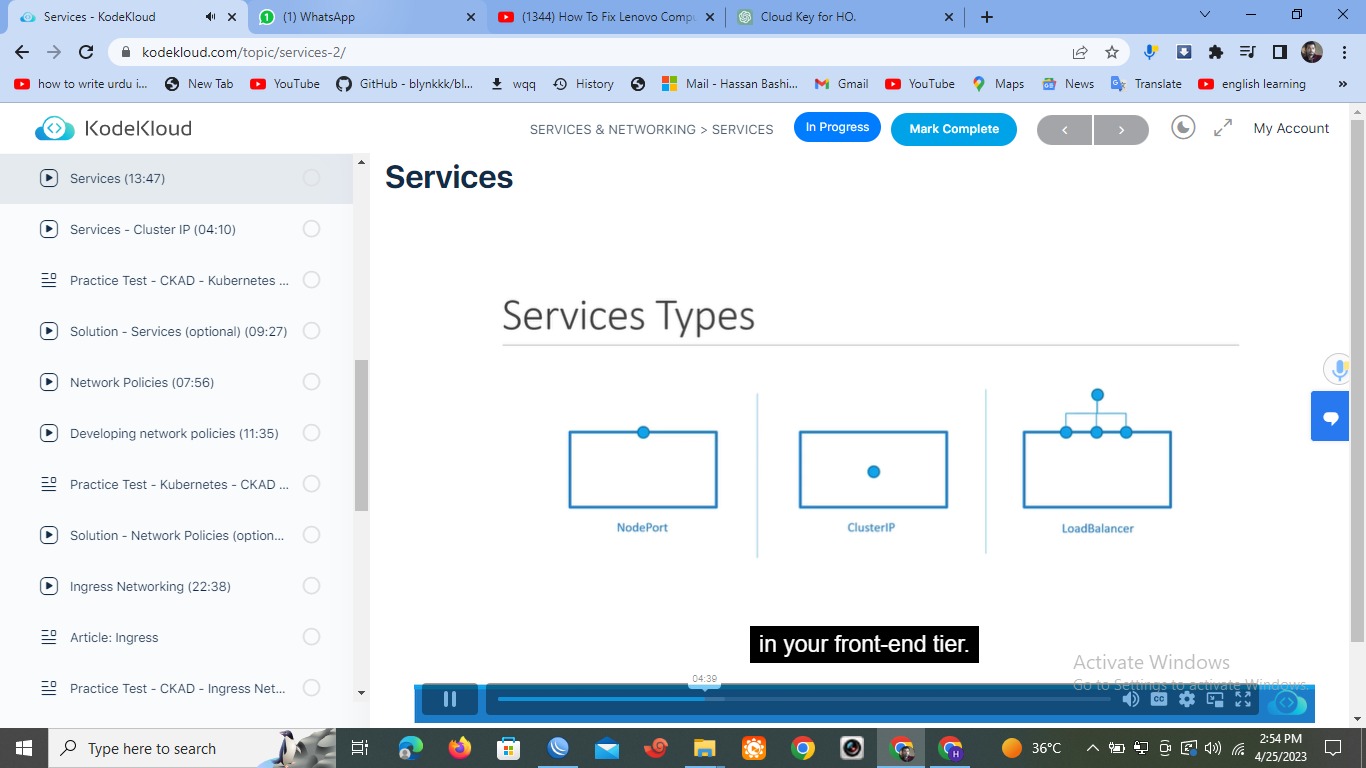 Services - KodeKloud
(1) WhatsApp
(1344) How To Fix Lenovo Compu
Cloud Key for HO.
kodekloud.com/topic/services-2/
how to write urdu i...
New Tab
YouTube
GitHub - blynkkk/bl...
wqq
History
Mail - Hassan Bashi...
Gmail
YouTube
Maps
News
Translate
english learning
»
KodeKloud
SERVICES & NETWORKING > SERVICES
In Progress
Mark Complete
My Account
Services (13:47)
Services - Cluster IP (04:10)
Practice Test - CKAD - Kubernetes ...
Solution - Services (optional) (09:27)
Network Policies (07:56)
Developing network policies (11:35)
Practice Test - Kubernetes - CKAD ...
Solution - Network Policies (option...
Ingress Networking (22:38)
Article: Ingress
Practice Test - CKAD - Ingress Net...
Services
Services Types
NodePort
ClusterIP
LoadBalancer
in your front-end tier.
Activate Windows
Go to Settings to activate Windows.
04:39
CC
Type here to search
36°C
2:54 PM
4/25/2023